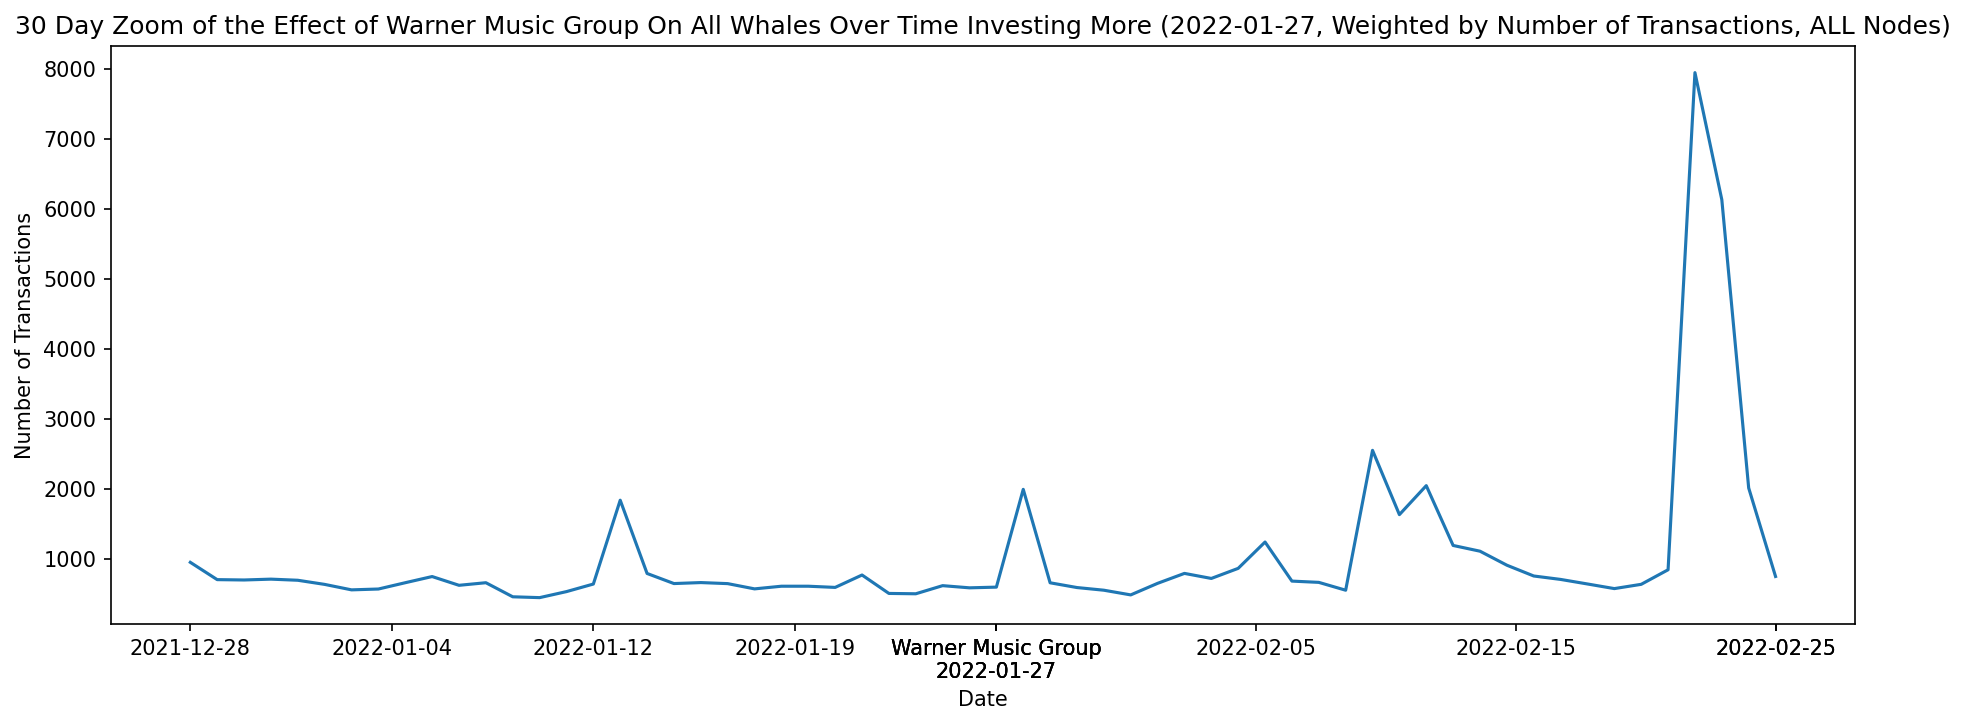 30 Day Zoom of the Effect of Warner Music Group On All Whales Over Time Investing More (2022-01-27, Weighted by Number of Transactions, ALL Nodes)
Number of Transactions
8000
7000
6000
5000
4000
3000
2000
1000
2021-12-28 2022-01-04 2022-01-12 2022-01-19 Warner Music Group 2022-02-05 2022-02-15 2022-02-25
2022-01-27
Date